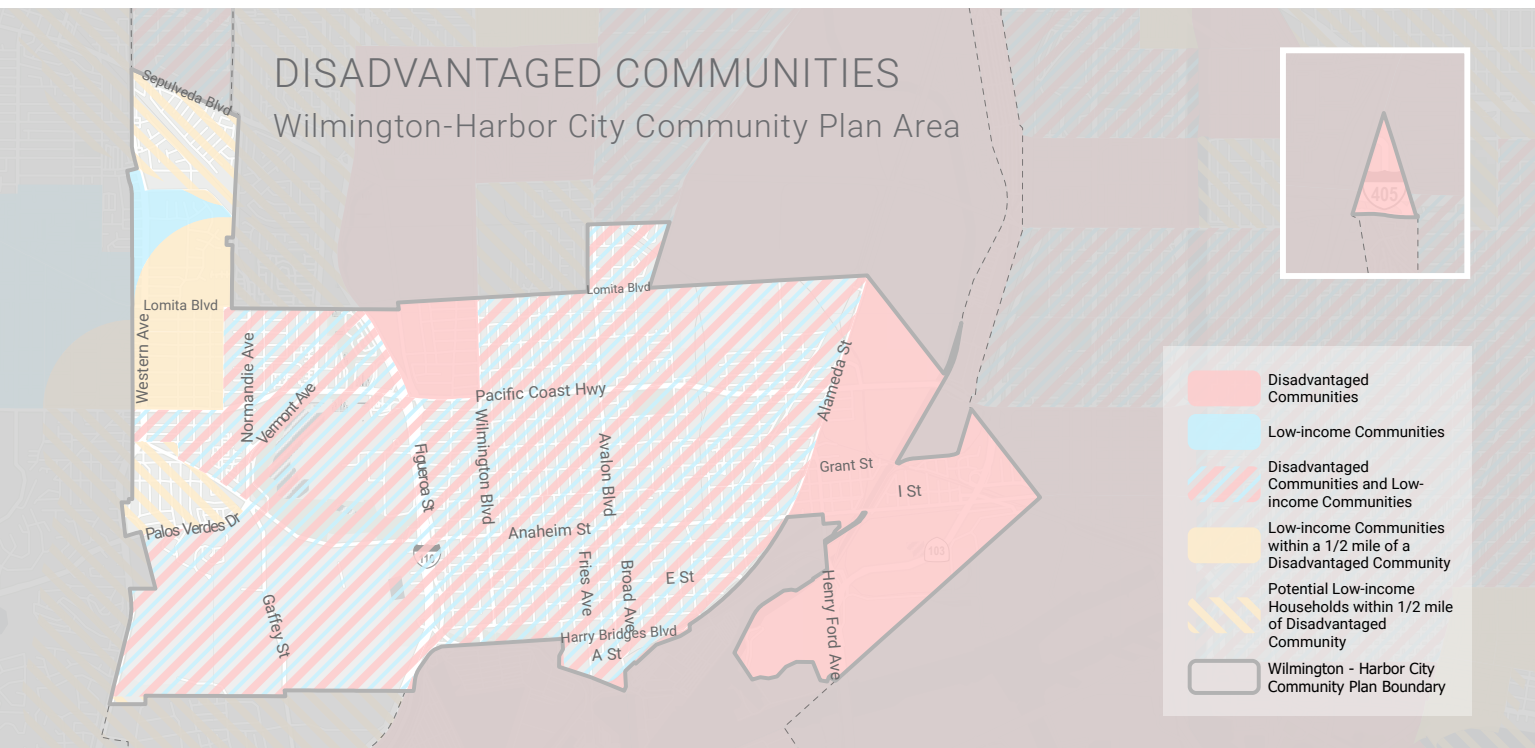 DISADVANTAGED COMMUNITIES
Wilmington-Harbor City Community Plan Area
Sepulveda Blvd
405
Lomita Blvd
Lomita Blvd
Western Ave
Normandie Ave
Vermont Ave
Pacific Coast Hwy
Alameda St
Figueroa St
Wilmington Blvd
Avalon Blvd
Grant St
I St
Palos Verdes Dr
Anaheim St
110
103
Fries Ave
Broad Ave
E St
Henry Ford Ave
Gaffey St
Harry Bridges Blvd
A St
Disadvantaged
Communities
Low-income Communities
Disadvantaged
Communities and Low-
income Communities
Low-income Communities
within a 1/2 mile of a
Disadvantaged Community
Potential Low-income
Households within 1/2 mile
of Disadvantaged
Community
Wilmington - Harbor City
Community Plan Boundary